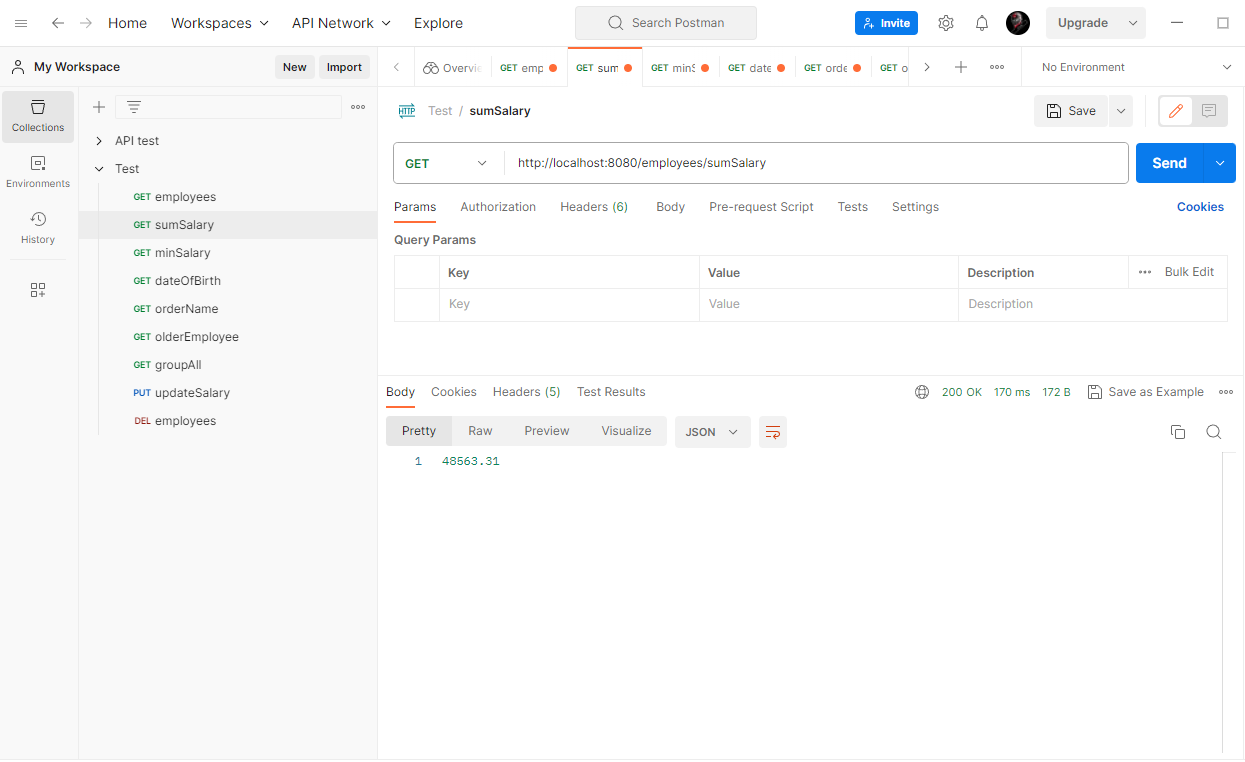 Home Workspaces API Network Explore Search Postman Invite Upgrade
My Workspace New Import
Overvie GET emp GET sum GET minS GET date GET orde GET o No Environment
Collections
Environments
History
API test
Test
GET employees
GET sumSalary
GET minSalary
GET dateOfBirth
GET orderName
GET olderEmployee
GET groupAll
PUT updateSalary
DEL employees
HTTP Test / sumSalary Save
GET http://localhost:8080/employees/sumSalary Send
Params Authorization Headers (6) Body Pre-request Script Tests Settings Cookies
Query Params
Key Value Description Bulk Edit
Key Value Description
Body Cookies Headers (5) Test Results 200 OK 170 ms 172 B Save as Example
Pretty Raw Preview Visualize JSON
1 48563.31